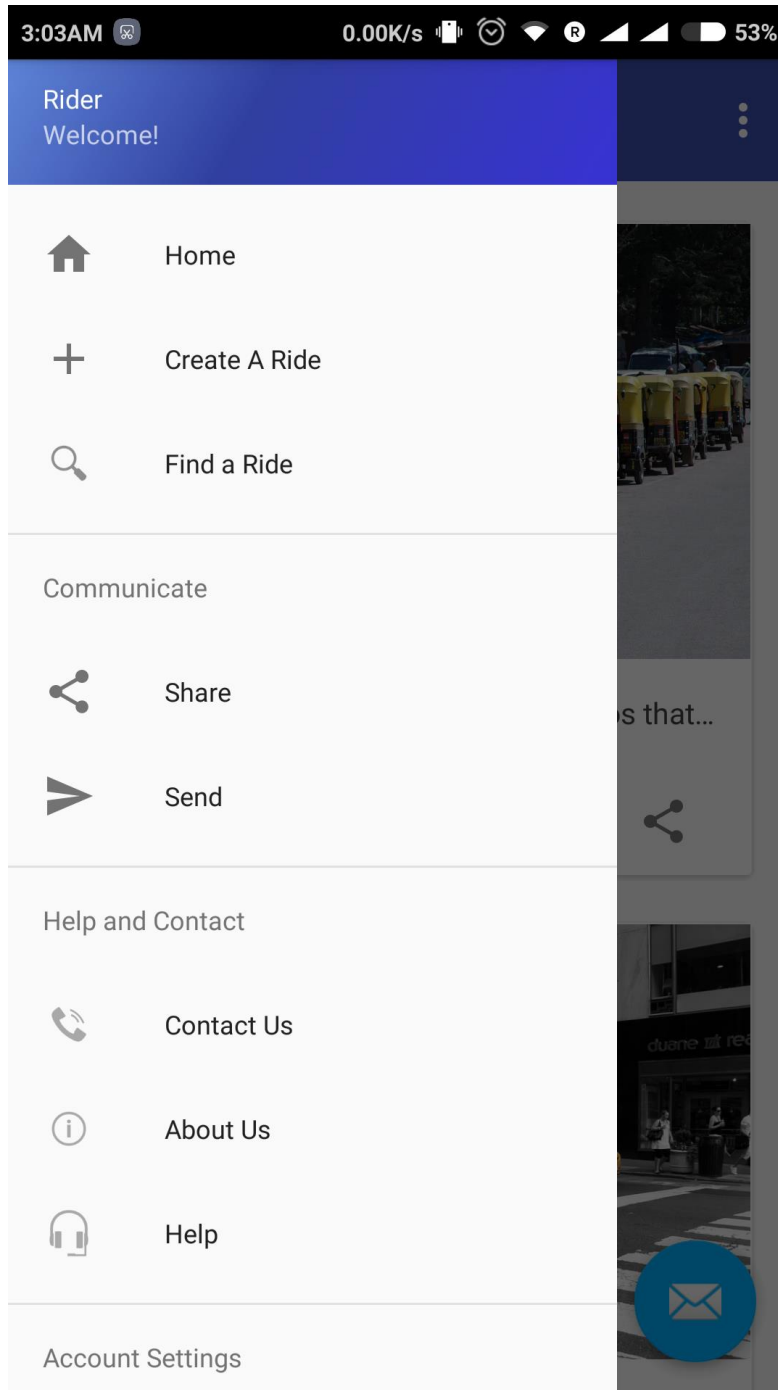 3:03AM
0.00K/s
R
53%
Rider
Welcome!
Home
Create A Ride
Find a Ride
Communicate
Share
Send
s that...
Help and Contact
Contact Us
About Us
Help
duane
Account Settings